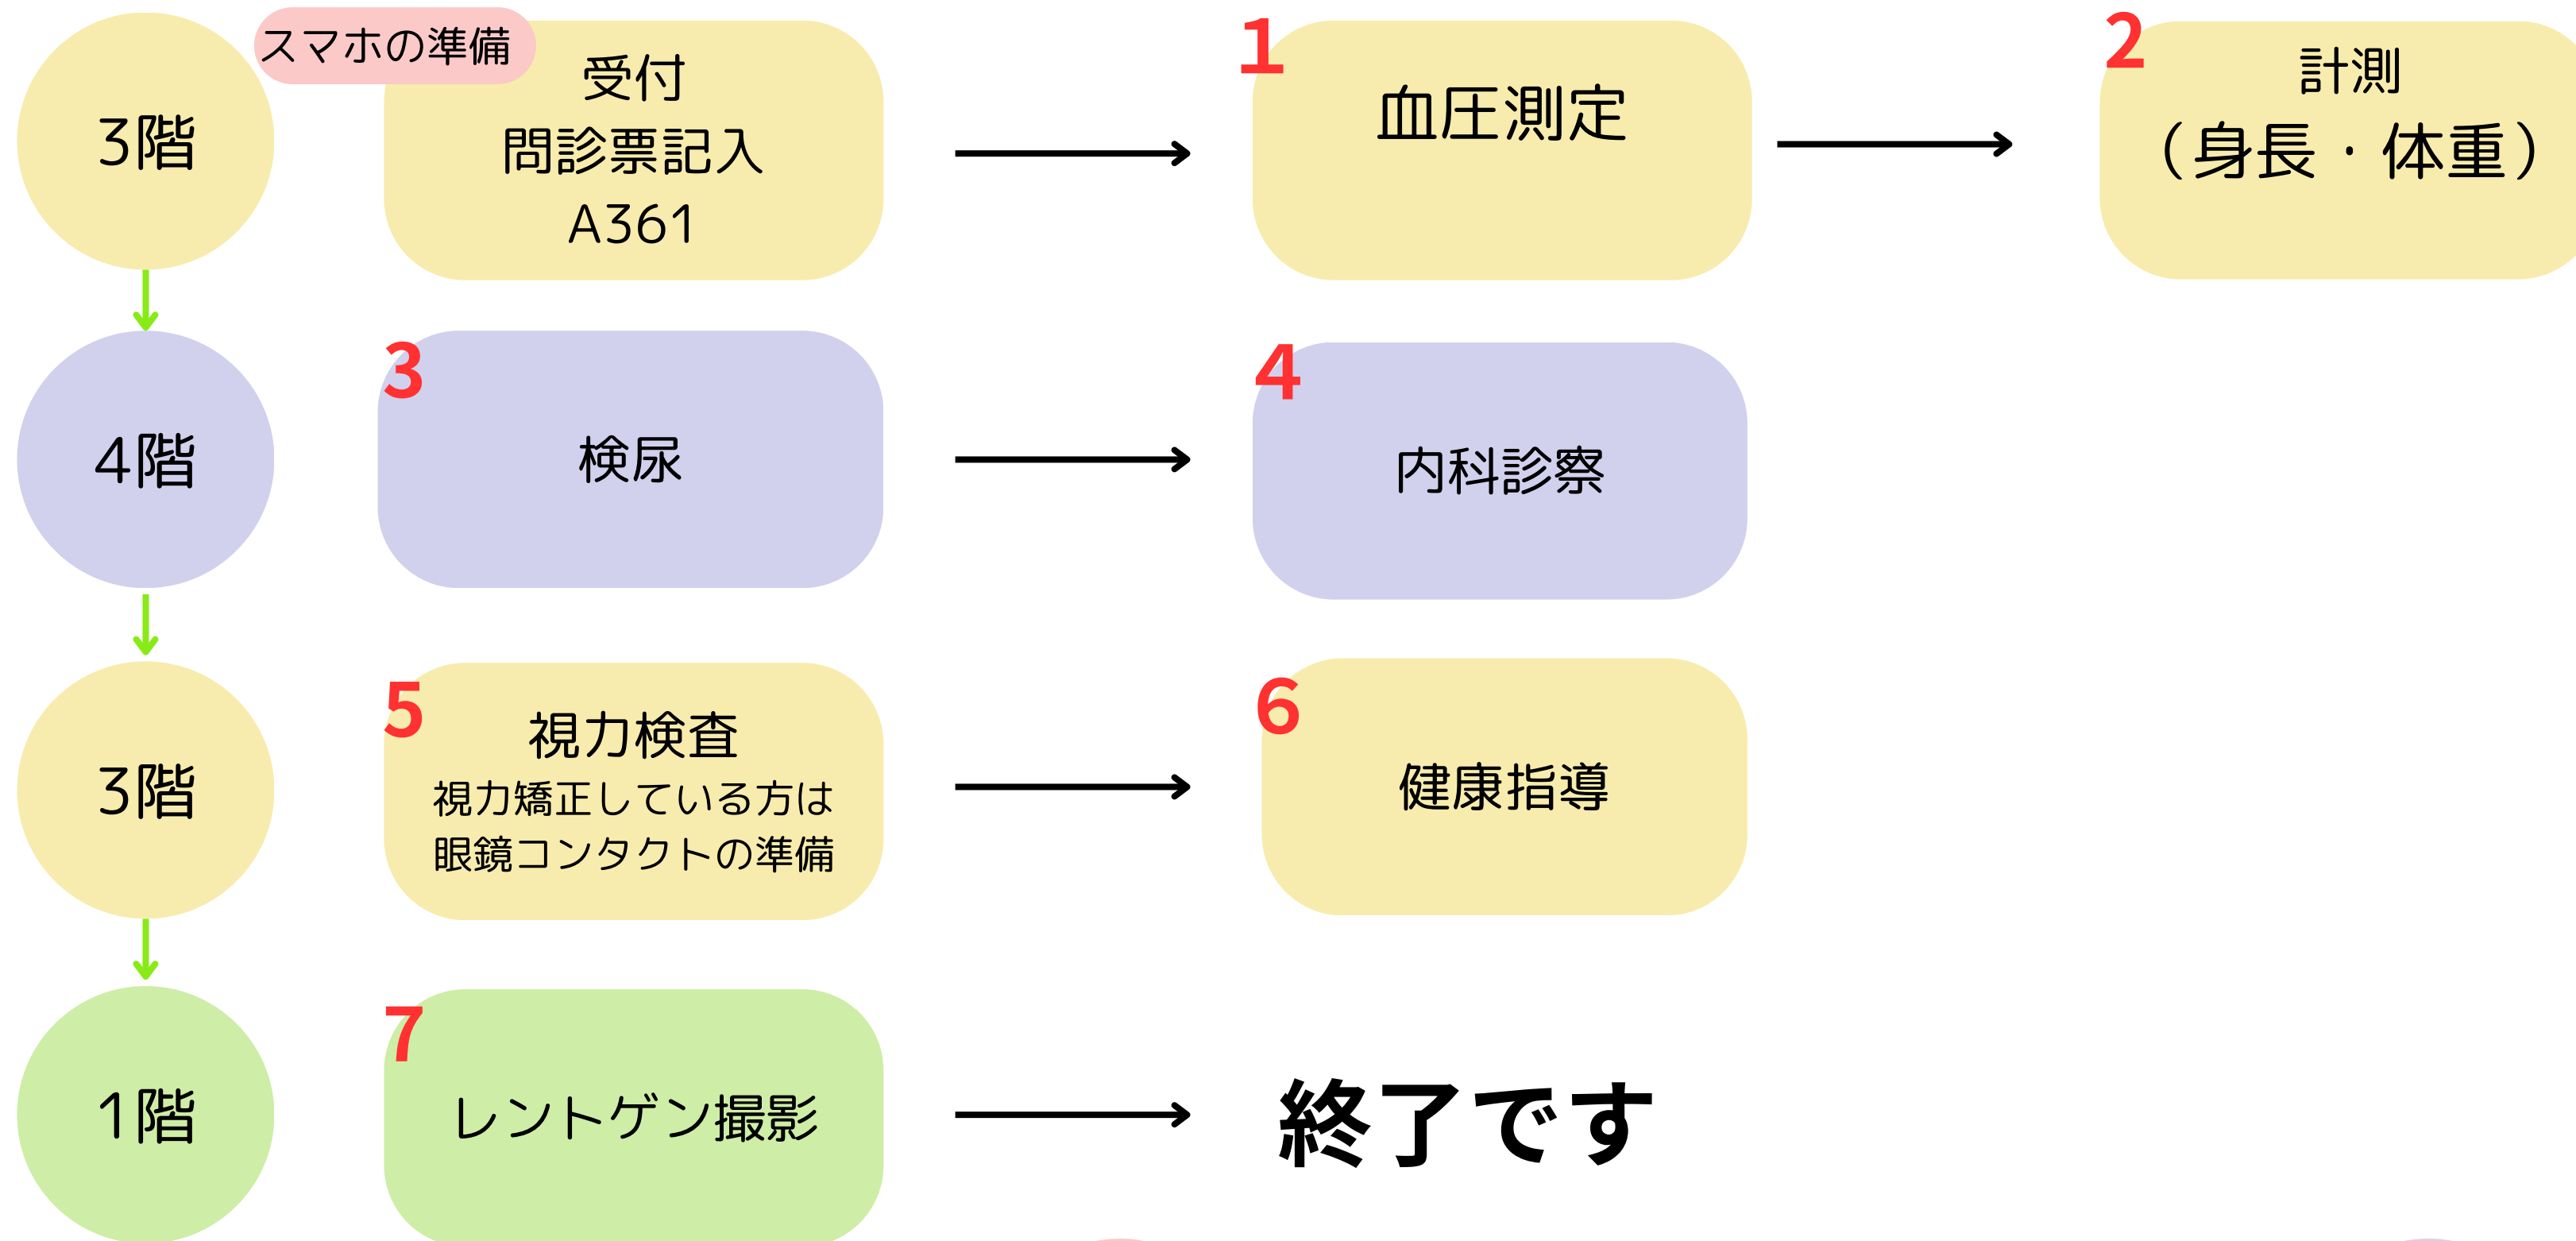 3階
スマホの準備
受付
問診票記入
A361
1
血圧測定
2
計測
（身長・体重）
4階
3
検尿
4
内科診察
3階
5
視力検査
視力矯正している方は
眼鏡コンタクトの準備
6
健康指導
1階
7
レントゲン撮影
終了です